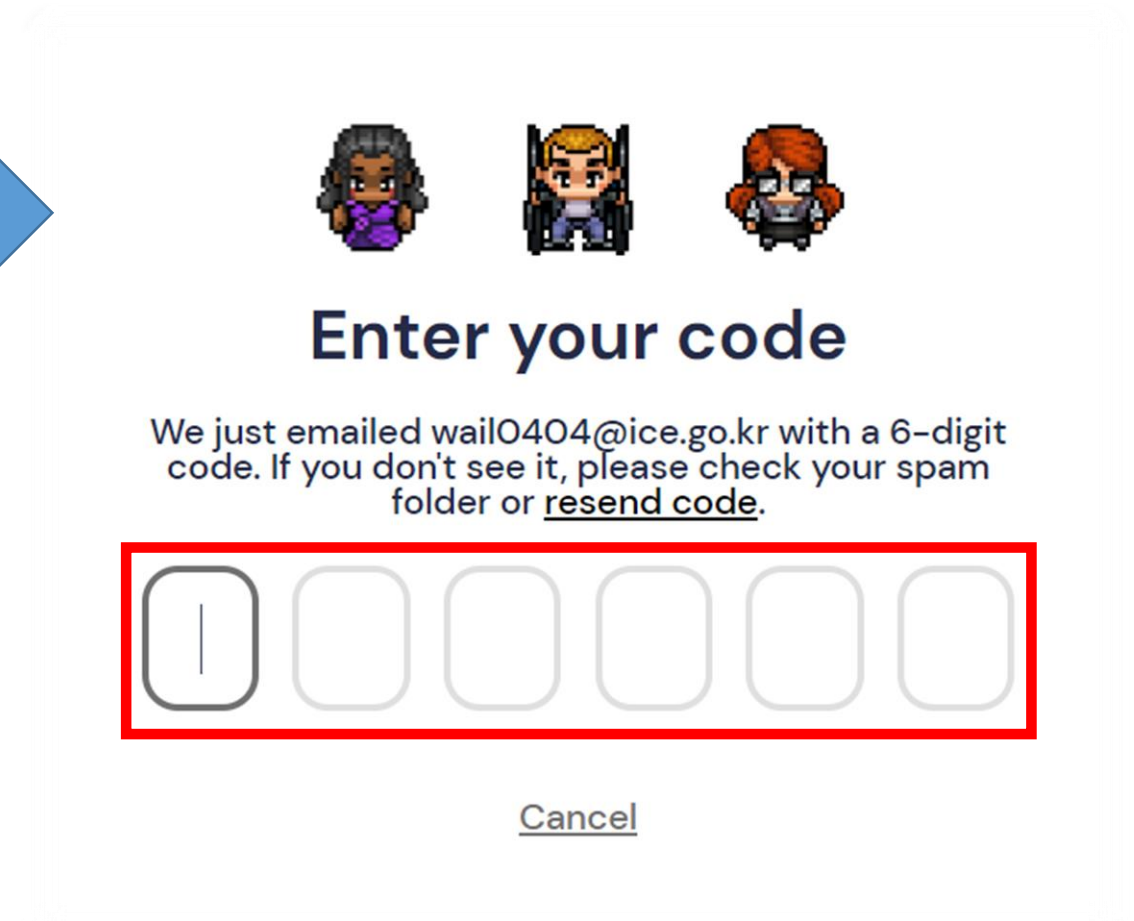 Enter your code
We just emailed wail0404@ice.go.kr with a 6-digit
code. If you don't see it, please check your spam
folder or resend code.
Cancel